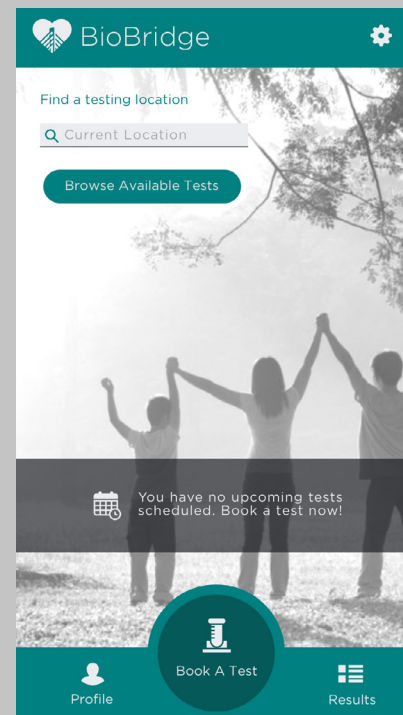 BioBridge
Find a testing location
Current Location
Browse Available Tests
You have no upcoming tests
scheduled. Book a test now!
Book A Test
Profile
Results